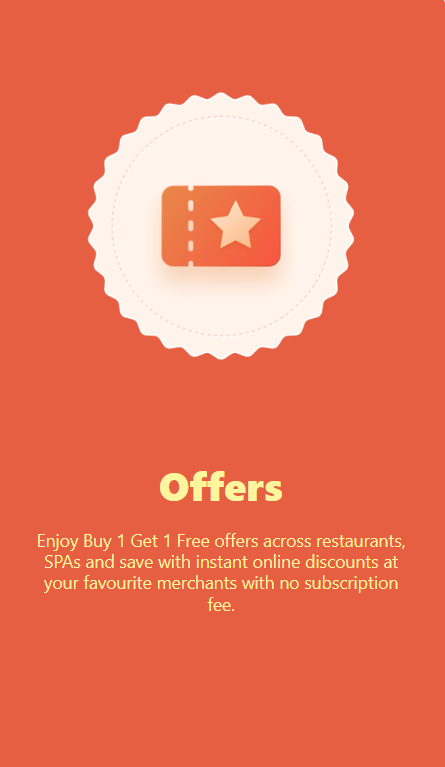 Offers
Enjoy Buy 1 Get 1 Free offers across restaurants,
SPAs and save with instant online discounts at
your favourite merchants with no subscription
fee.